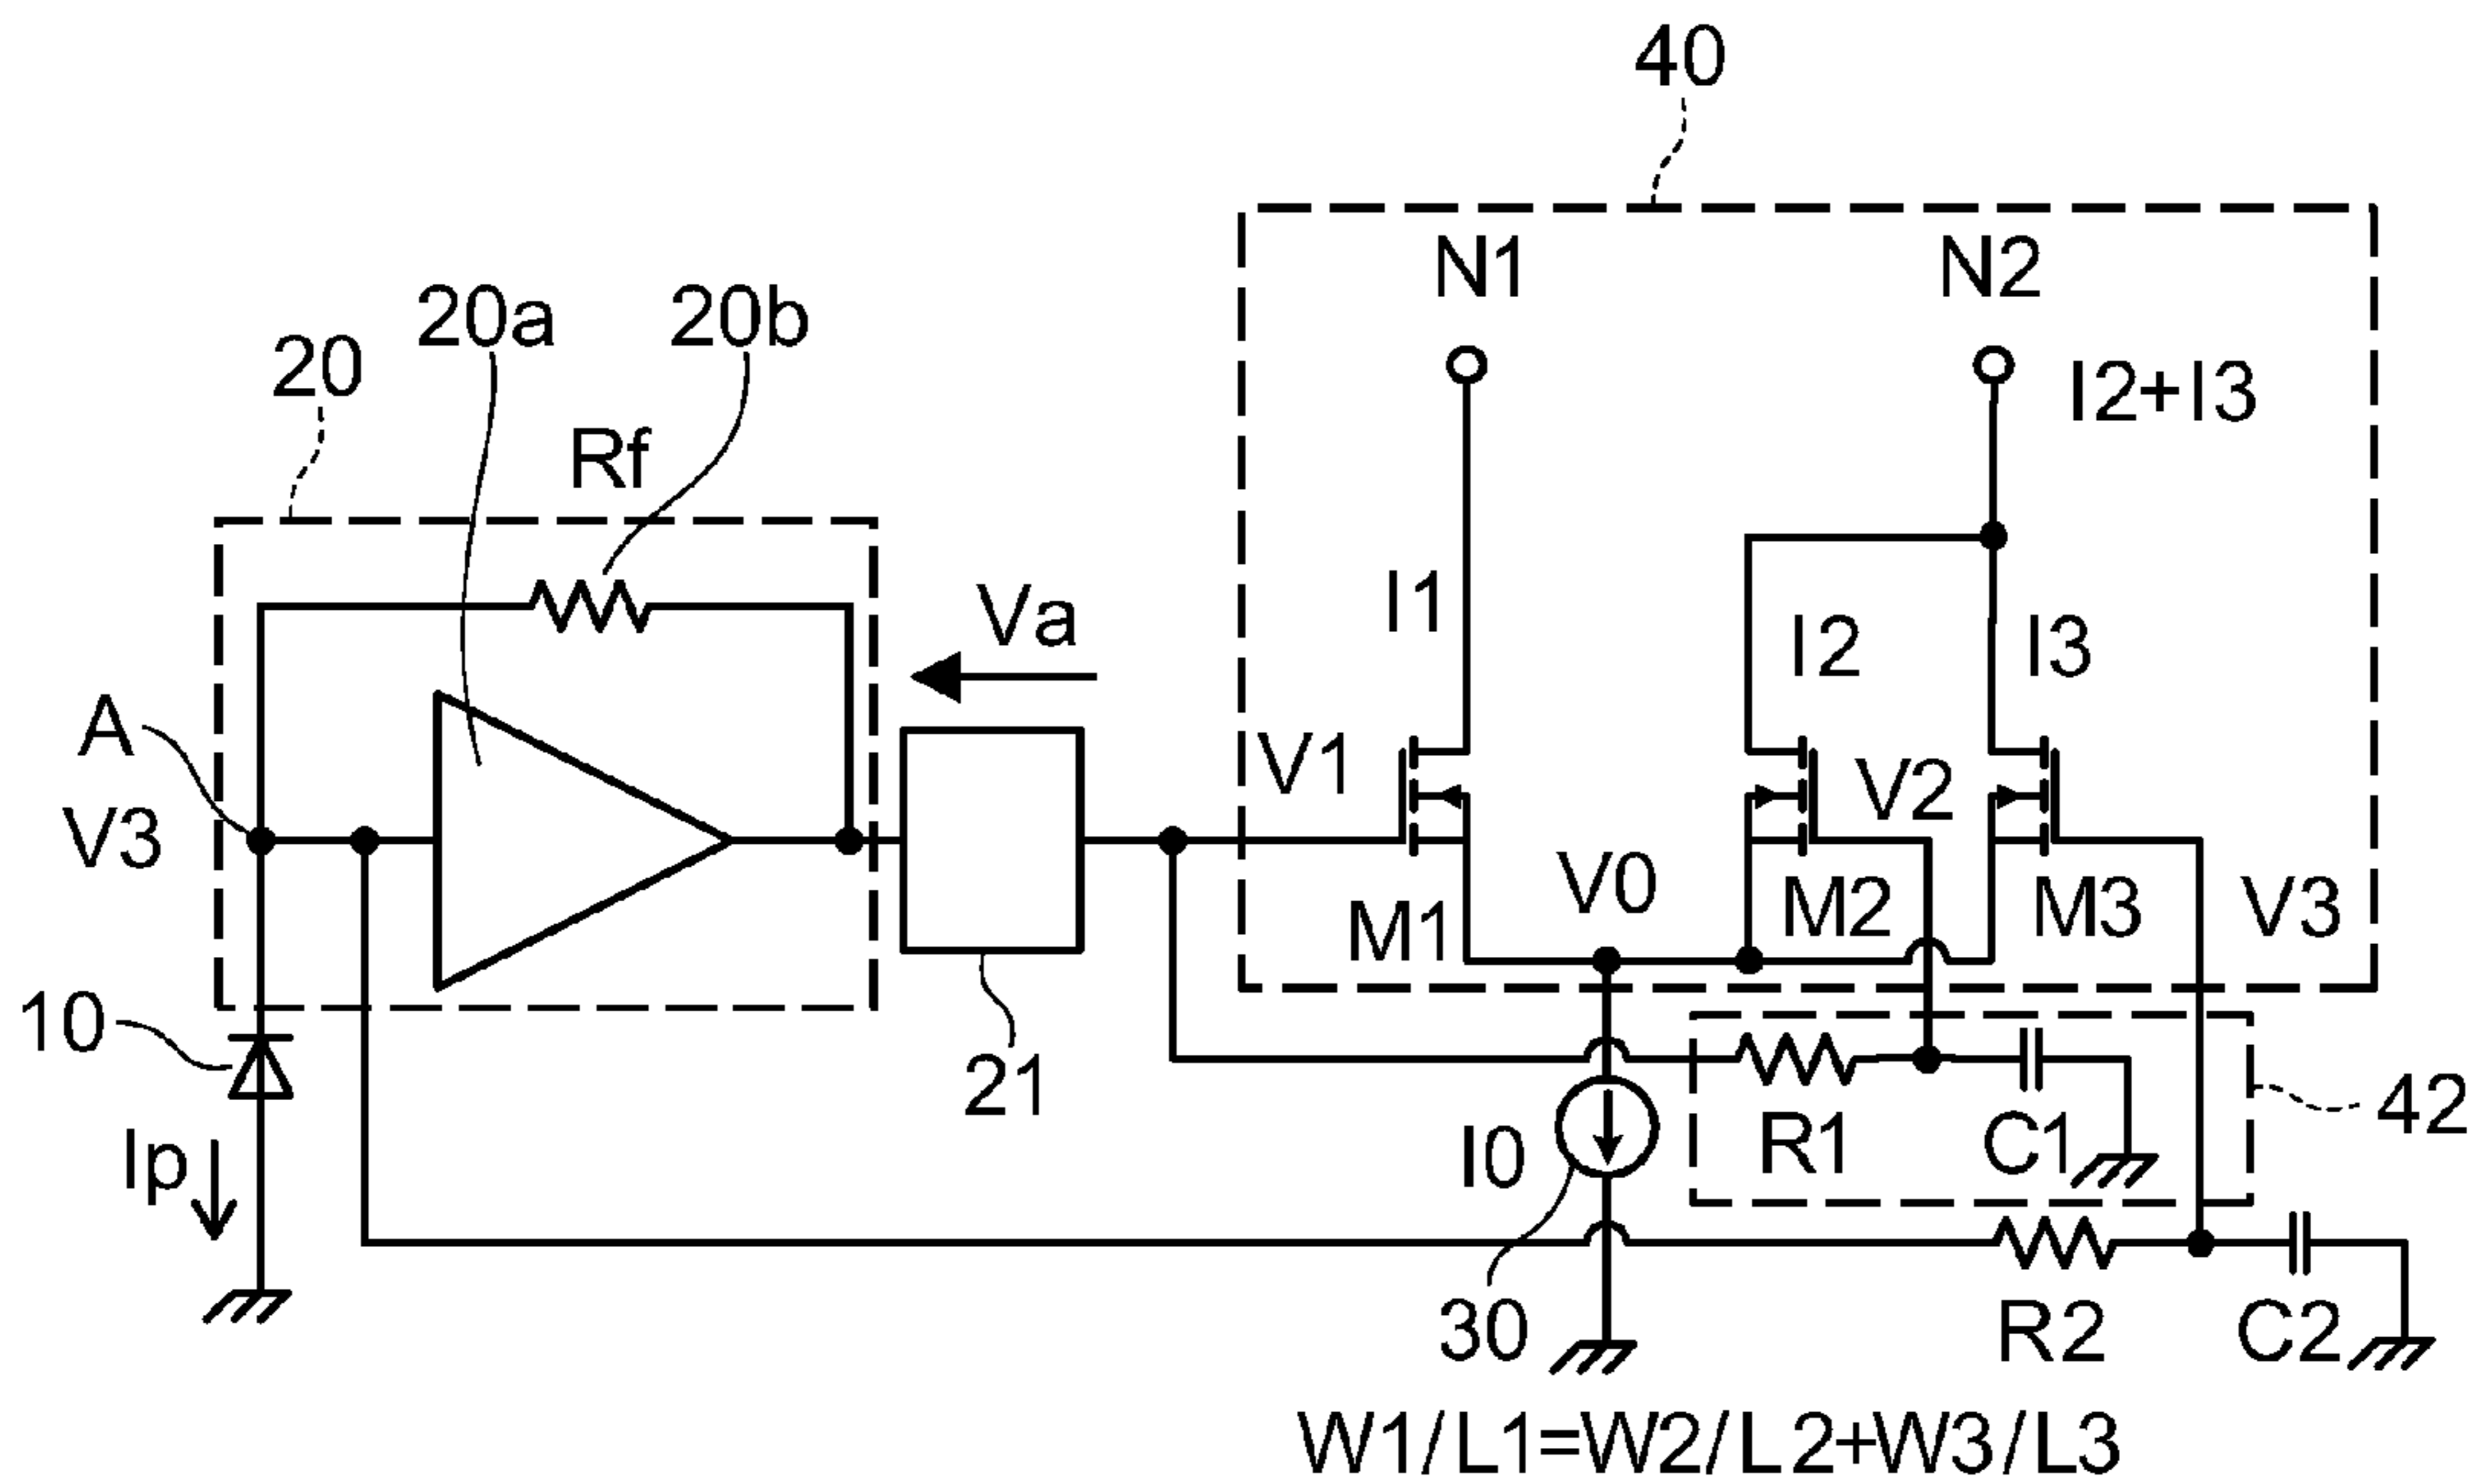 40
N1
N2
20a
20b
20
I2+I3
Rf
Va
I1
I2
I3
A
V1
V2
V3
V0
M1
M2
M3
V3
10
21
42
Ip
I0
R1
C1
30
R2
C2
W1/L1=W2/L2+W3/L3